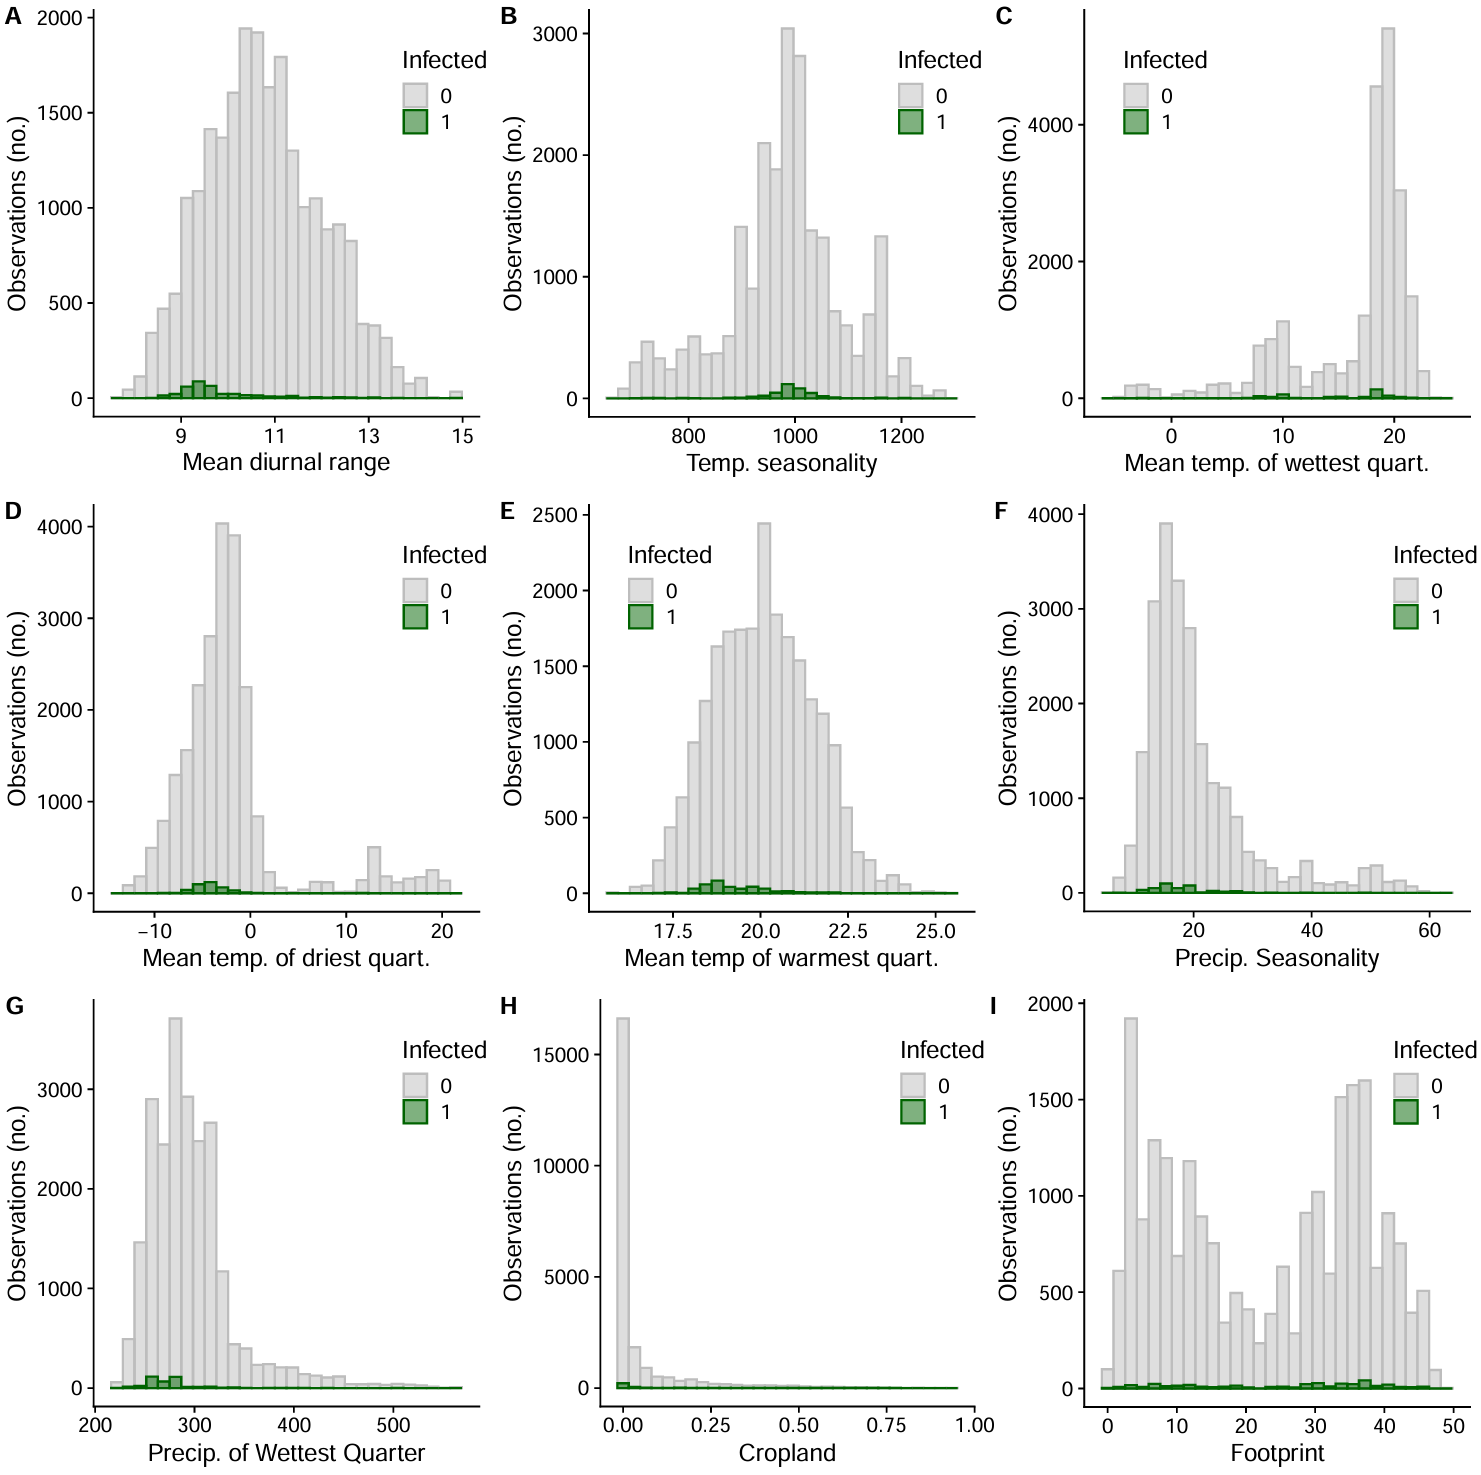 A
Observations (no.)
2000
1500
1000
500
0
9 11 13 15
Mean diurnal range
Infected
0
1
B
Observations (no.)
3000
2000
1000
0
800 1000 1200
Temp. seasonality
Infected
0
1
C
Observations (no.)
4000
2000
0
0 10 20
Mean temp. of wettest quart.
Infected
0
1
D
Observations (no.)
4000
3000
2000
1000
0
−10 0 10 20
Mean temp. of driest quart.
Infected
0
1
E
Observations (no.)
2500
2000
1500
1000
500
0
17.5 20.0 22.5 25.0
Mean temp of warmest quart.
Infected
0
1
F
Observations (no.)
4000
3000
2000
1000
0
20 40 60
Precip. Seasonality
Infected
0
1
G
Observations (no.)
3000
2000
1000
0
200 300 400 500
Precip. of Wettest Quarter
Infected
0
1
H
Observations (no.)
15000
10000
5000
0
0.00 0.25 0.50 0.75 1.00
Cropland
Infected
0
1
I
Observations (no.)
2000
1500
1000
500
0
0 10 20 30 40 50
Footprint
Infected
0
1